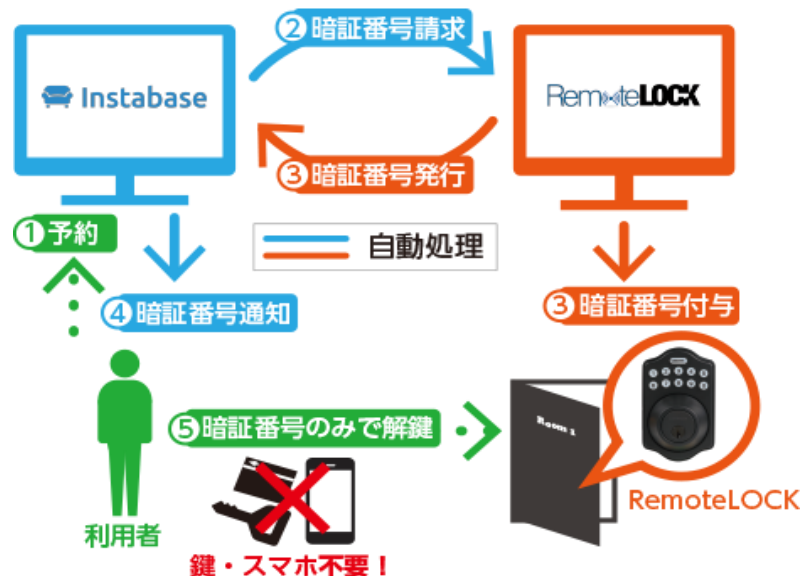 ②暗証番号請求
Instabase
RemoteLOCK
③暗証番号発行
①予約
自動処理
④暗証番号通知
③暗証番号付与
⑤暗証番号のみで解鍵
Room 1
RemoteLOCK
利用者
鍵・スマホ不要！